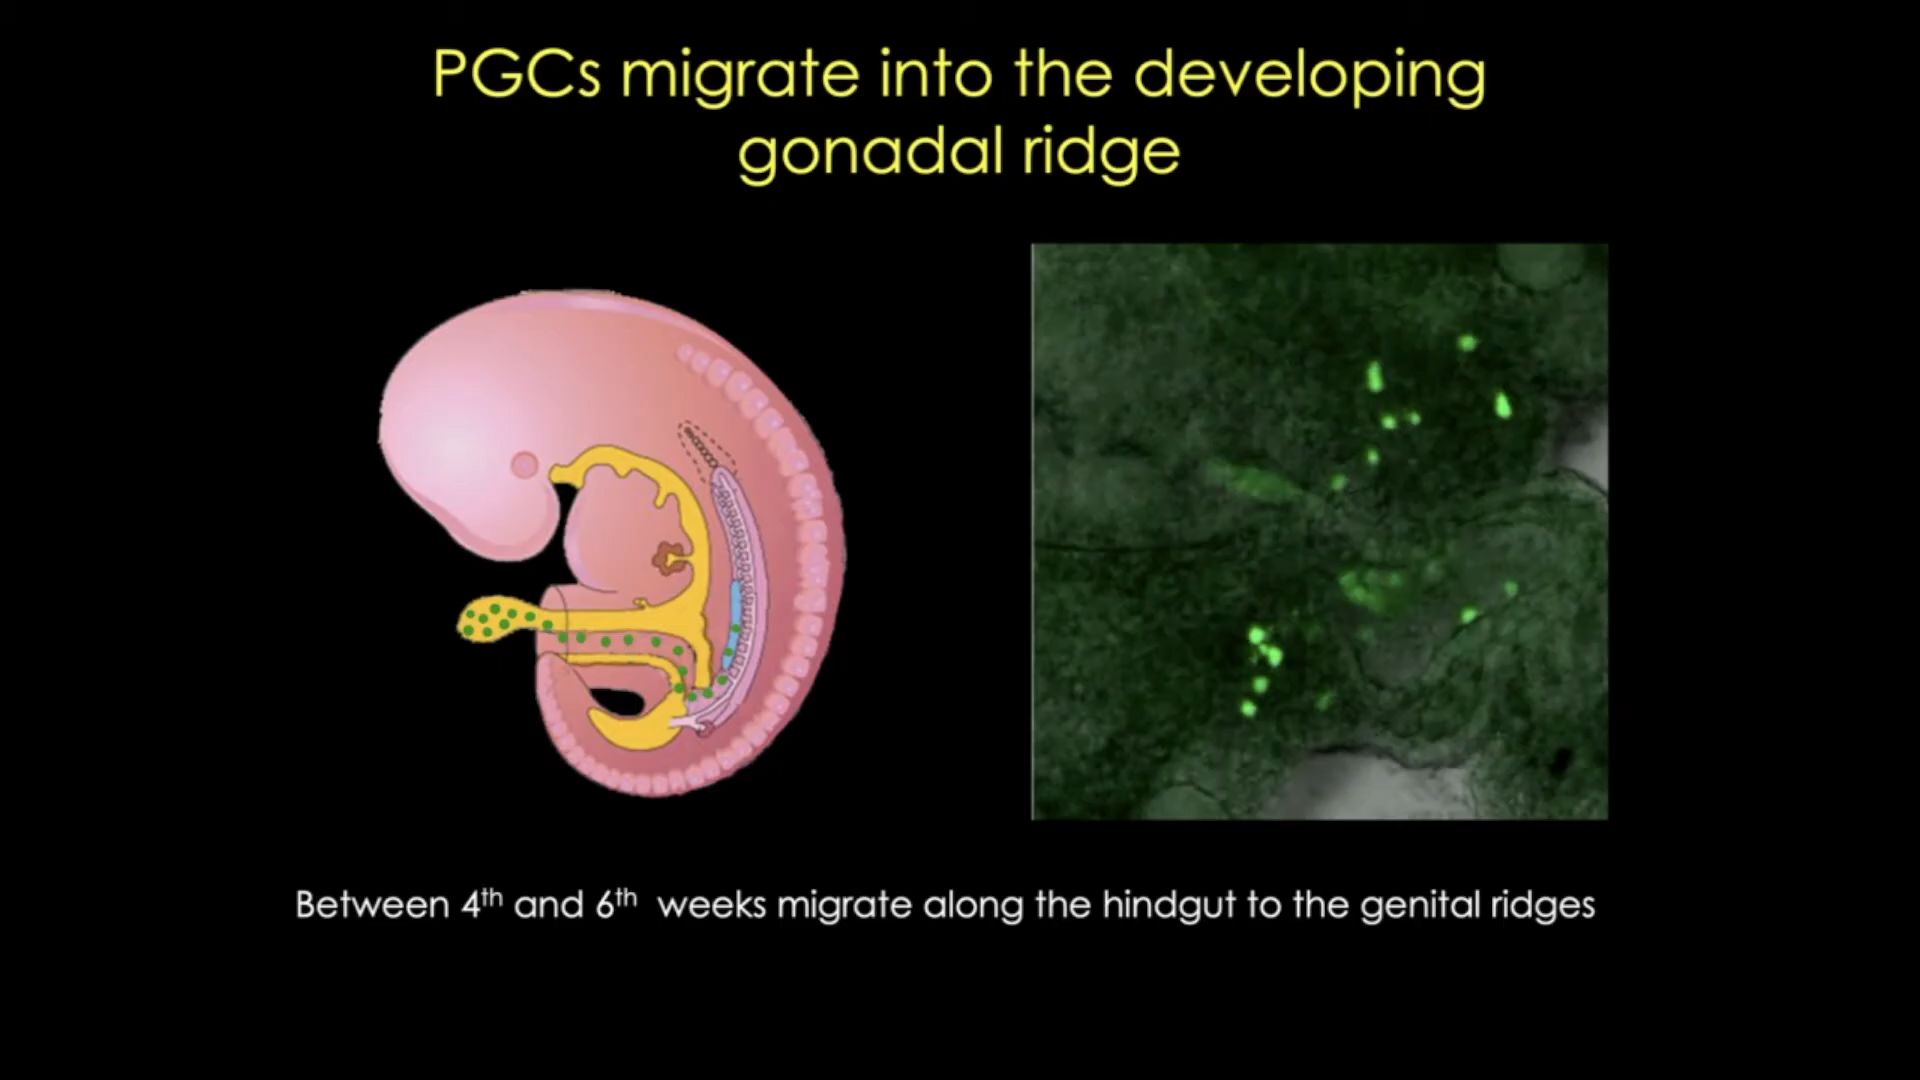 PGCs migrate into the developing
gonadal ridge
Between 4th and 6th weeks migrate along the hindgut to the genital ridges